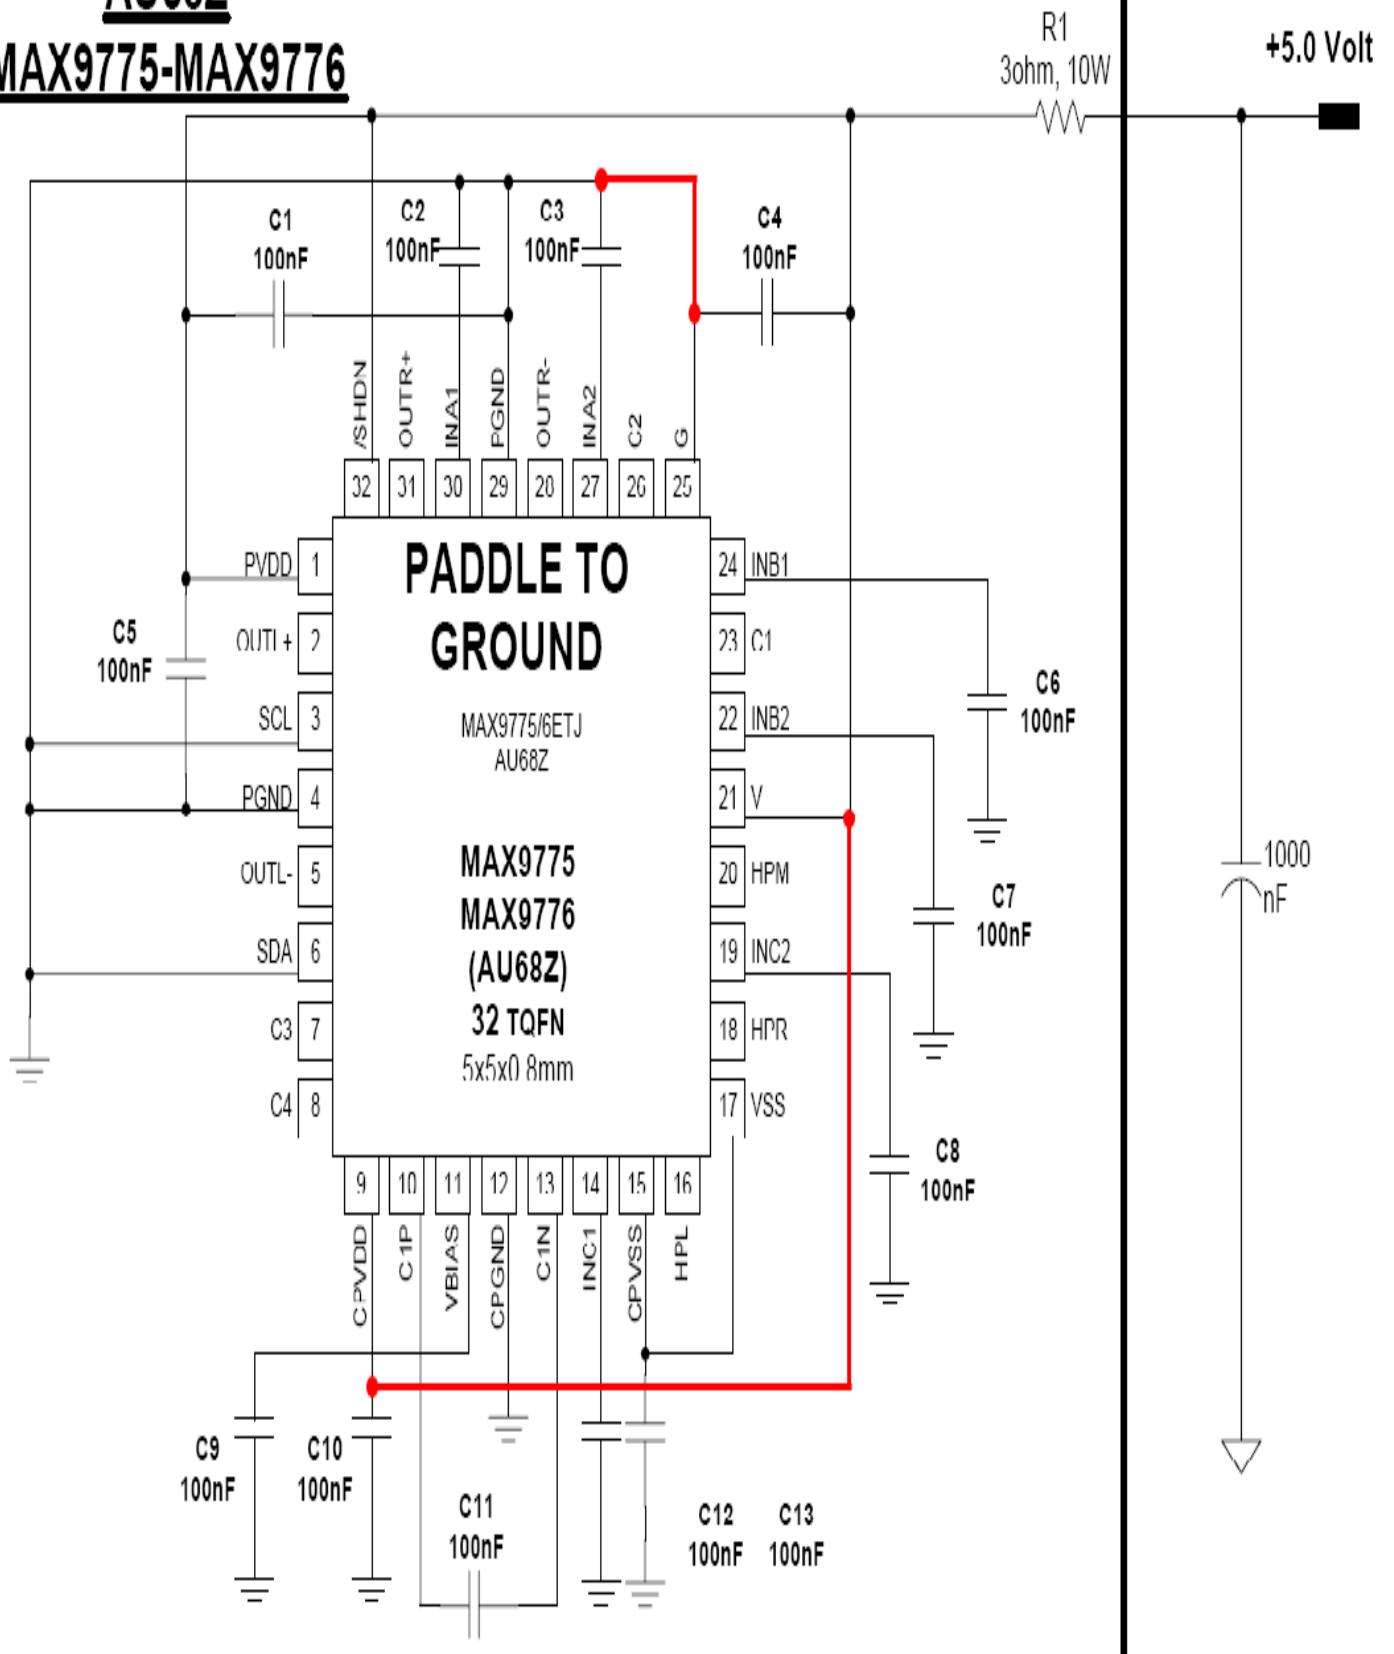 MAX9775-MAX9776
R1
3ohm, 10W
+5.0 Volt
C1
100nF
C2
100nF
C3
100nF
C4
100nF
/SHDN
OUTR+
INA1
PGND
OUTR-
INA2
C2
G
32
31
30
29
28
27
26
25
PADDLE TO
GROUND
MAX9775/6ETJ
AU68Z
MAX9775
MAX9776
(AU68Z)
32 TQFN
5x5x0.8mm
PVDD 1
OUTL+ 2
SCL 3
PGND 4
OUTL- 5
SDA 6
C3 7
C4 8
24 INB1
23 C1
22 INB2
21 V
20 HPM
19 INC2
18 HPR
17 VSS
C5
100nF
C6
100nF
C7
100nF
C8
100nF
1000
nF
9
10
11
12
13
14
15
16
CPVDD
C1P
VBIAS
CPGND
C1N
INC1
CPVSS
HPL
C9
100nF
C10
100nF
C11
100nF
C12
100nF
C13
100nF